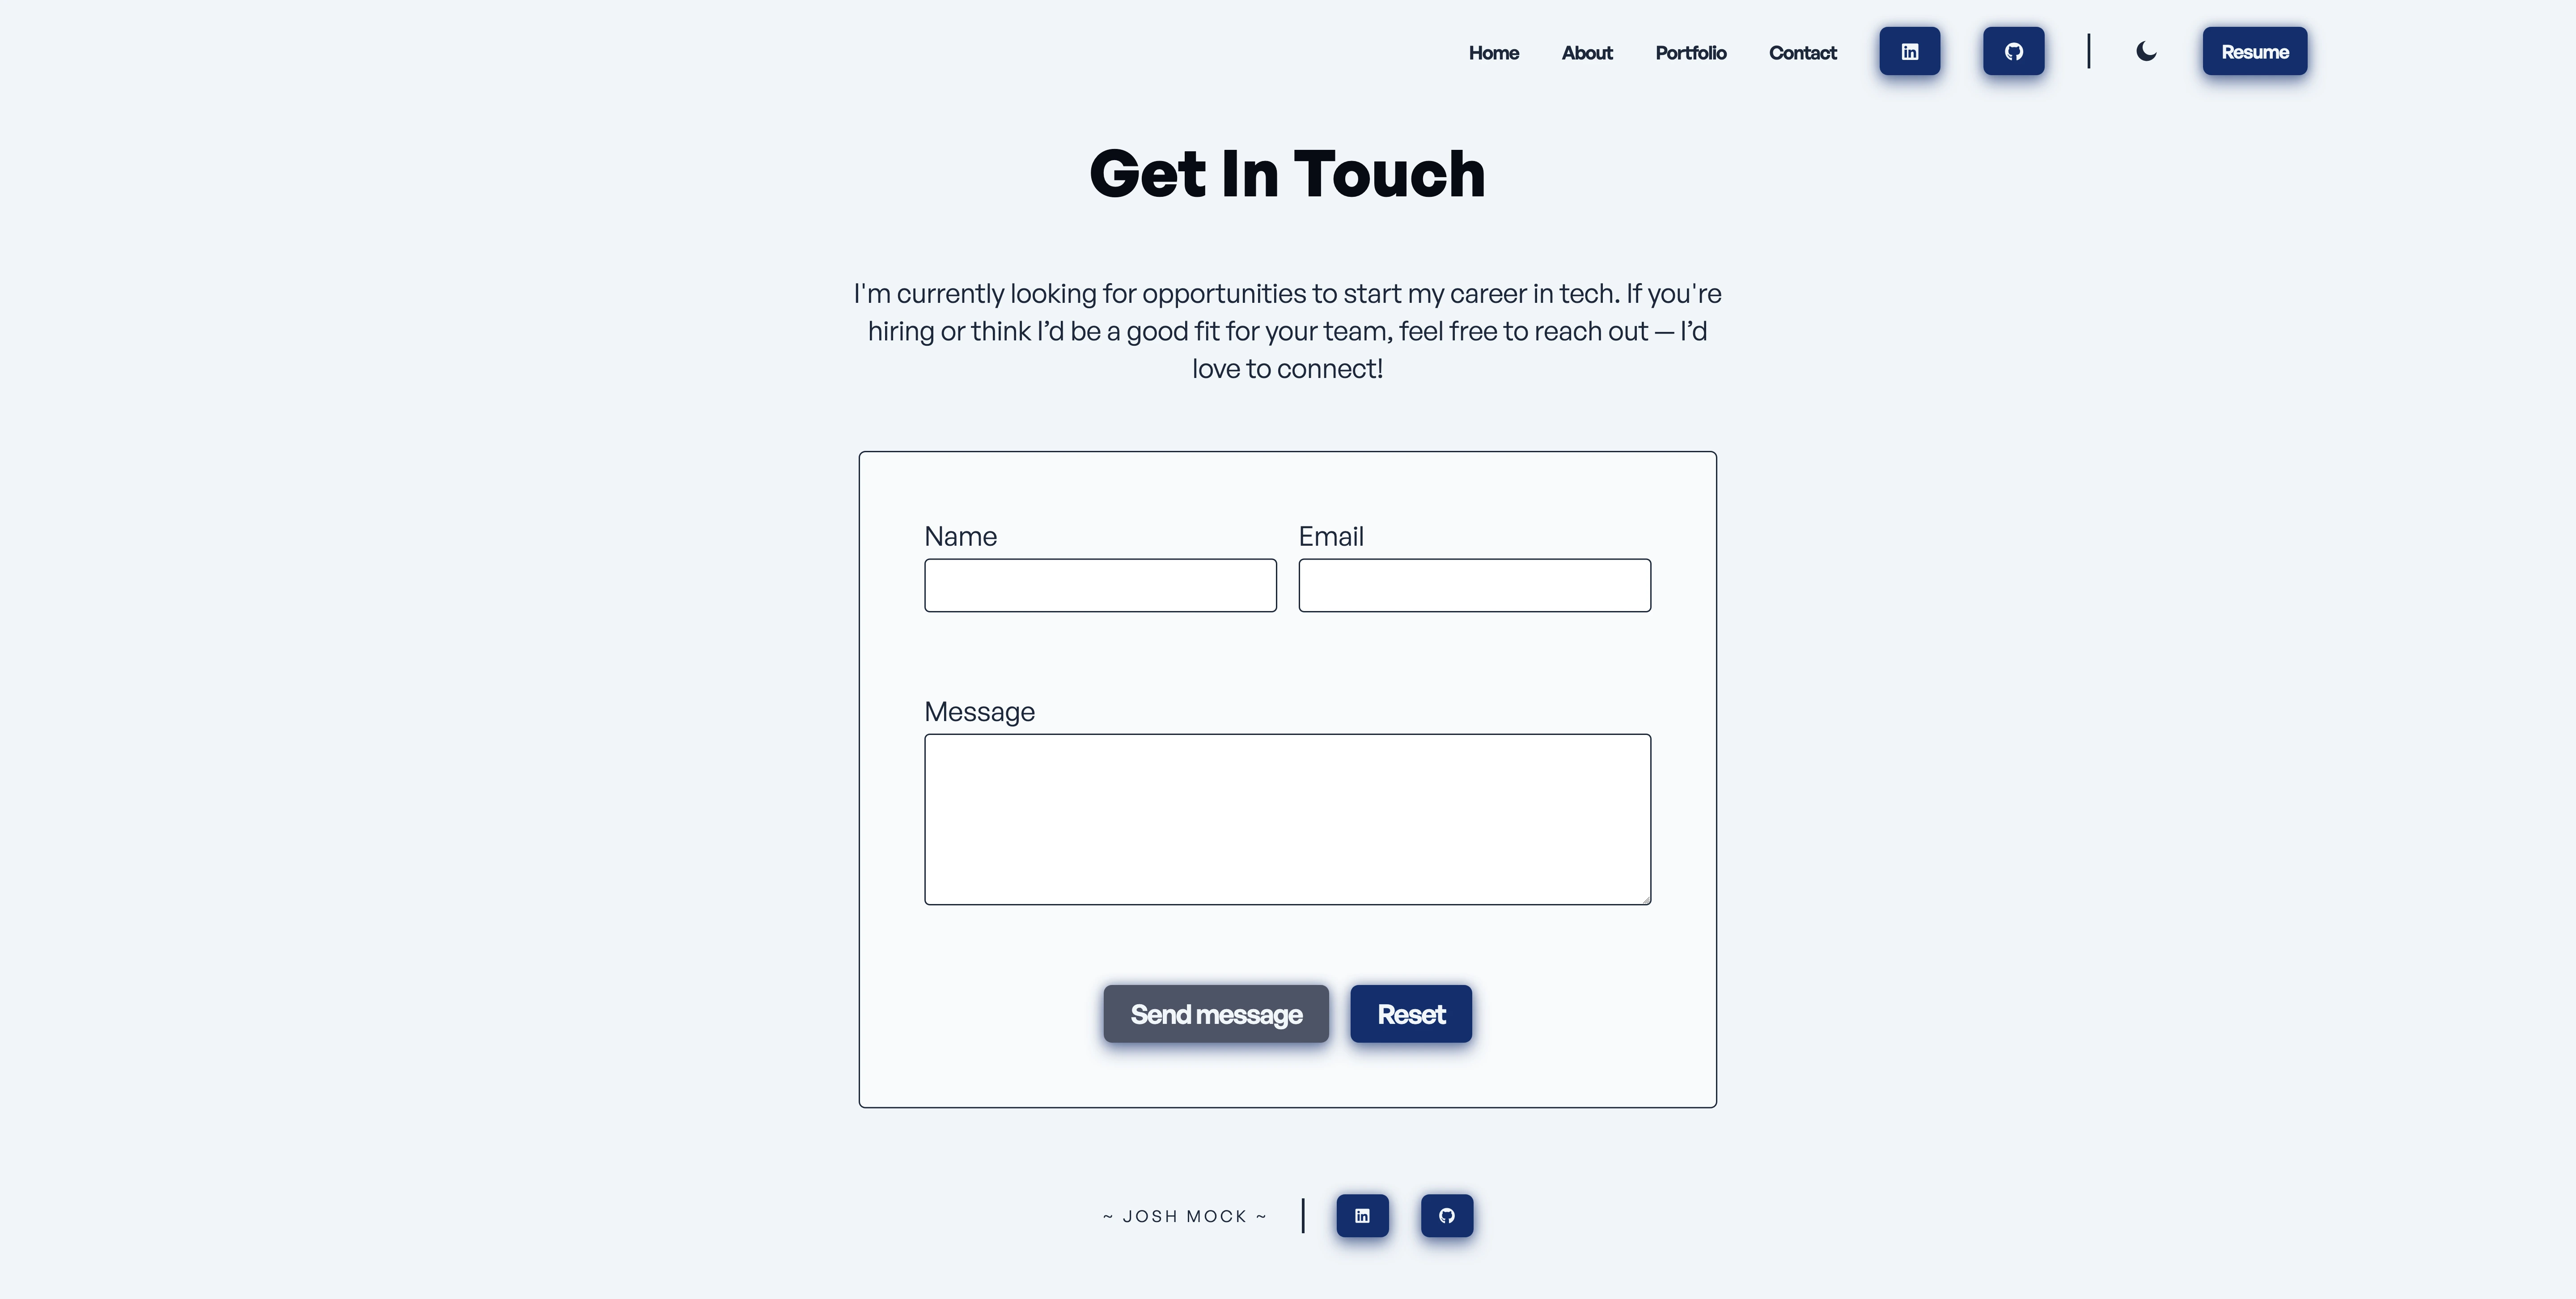 Home About Portfolio Contact Resume
Get In Touch
I'm currently looking for opportunities to start my career in tech. If you're
hiring or think I’d be a good fit for your team, feel free to reach out — I’d
love to connect!
Name Email
Message
Send message Reset
~ JOSH MOCK ~